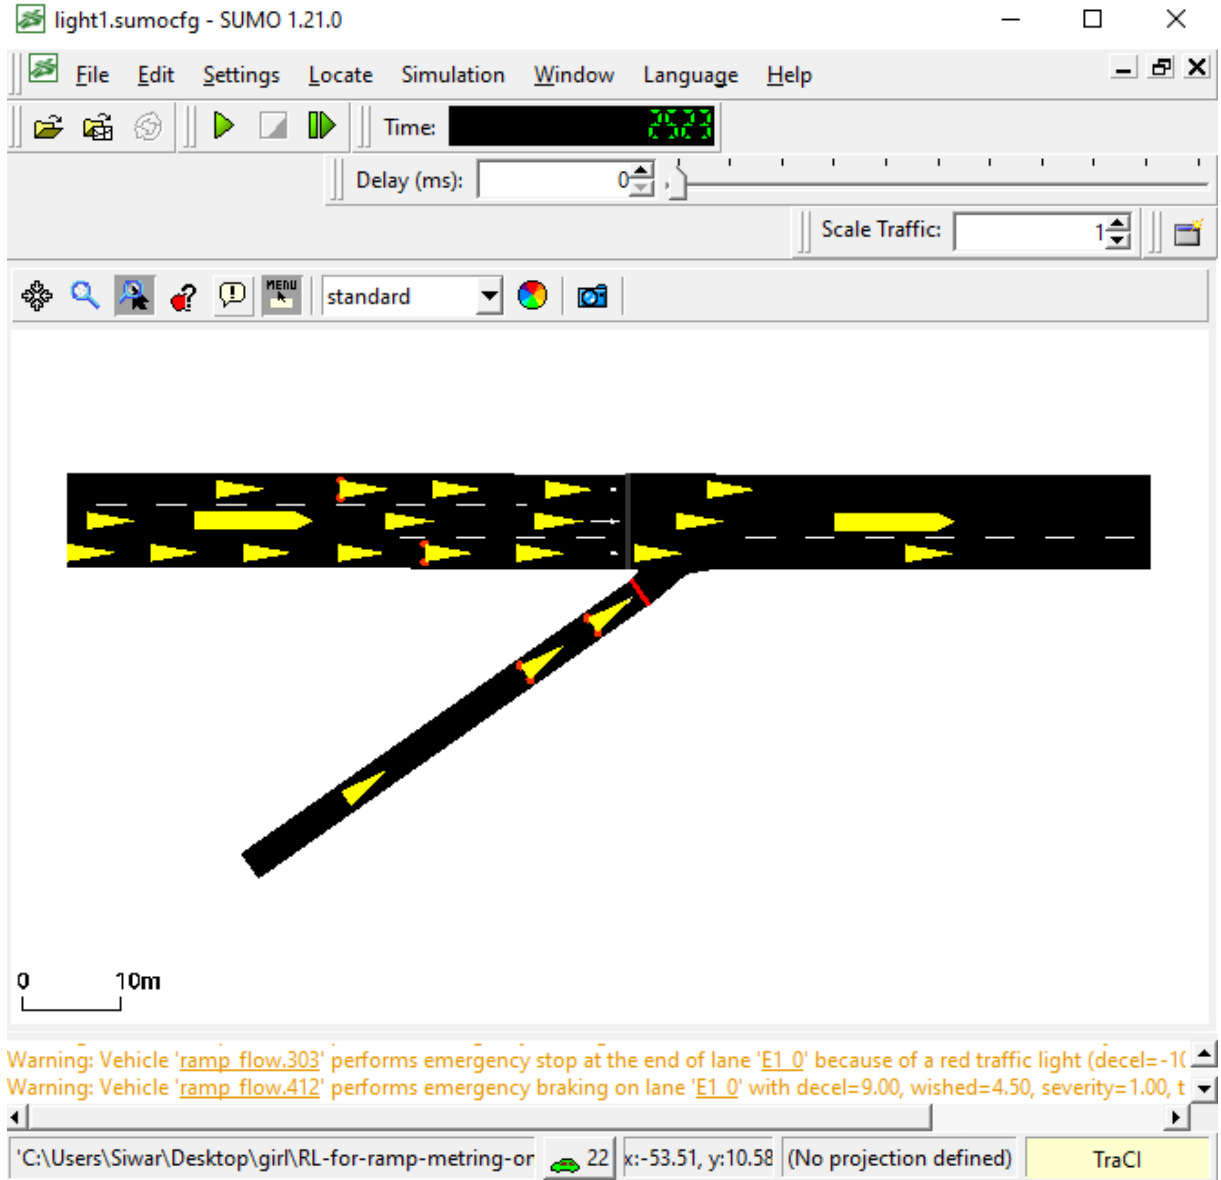 light1.sumocfg - SUMO 1.21.0
File Edit Settings Locate Simulation Window Language Help
Time: 2523
Delay (ms): 0
Scale Traffic: 1
MENU
standard
0 10m
Warning: Vehicle 'ramp_flow.303' performs emergency stop at the end of lane 'E1_0' because of a red traffic light (decel=-10
Warning: Vehicle 'ramp_flow.412' performs emergency braking on lane 'E1_0' with decel=9.00, wished=4.50, severity=1.00, t
'C:\Users\Siwar\Desktop\girl\RL-for-ramp-metring-or 22 x:-53.51, y:10.58 (No projection defined) TraCI